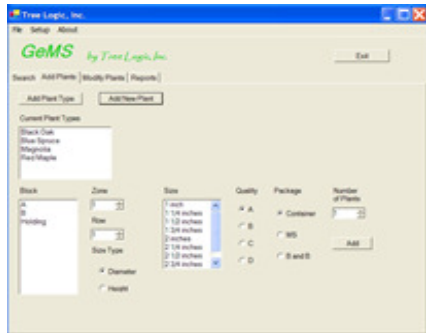 Tree Logic, Inc.
File Setup About
GeMS by Tree Logic, Inc.
Exit
Search Add Plants Modify Plants Reports
Add Plant Type Add New Plant
Current Plant Types
Black Oak
Blue Spruce
Magnolia
Red Maple
Block Zone Size Quality Package Number of Plants
A
B
Holding
1
Row
1
Size Type
Diameter
Height
1 inch
1 1/4 inches
1 1/2 inches
1 3/4 inches
2 inches
2 1/4 inches
2 1/2 inches
2 3/4 inches
A
B
C
D
Container
MS
B and B
1
Add